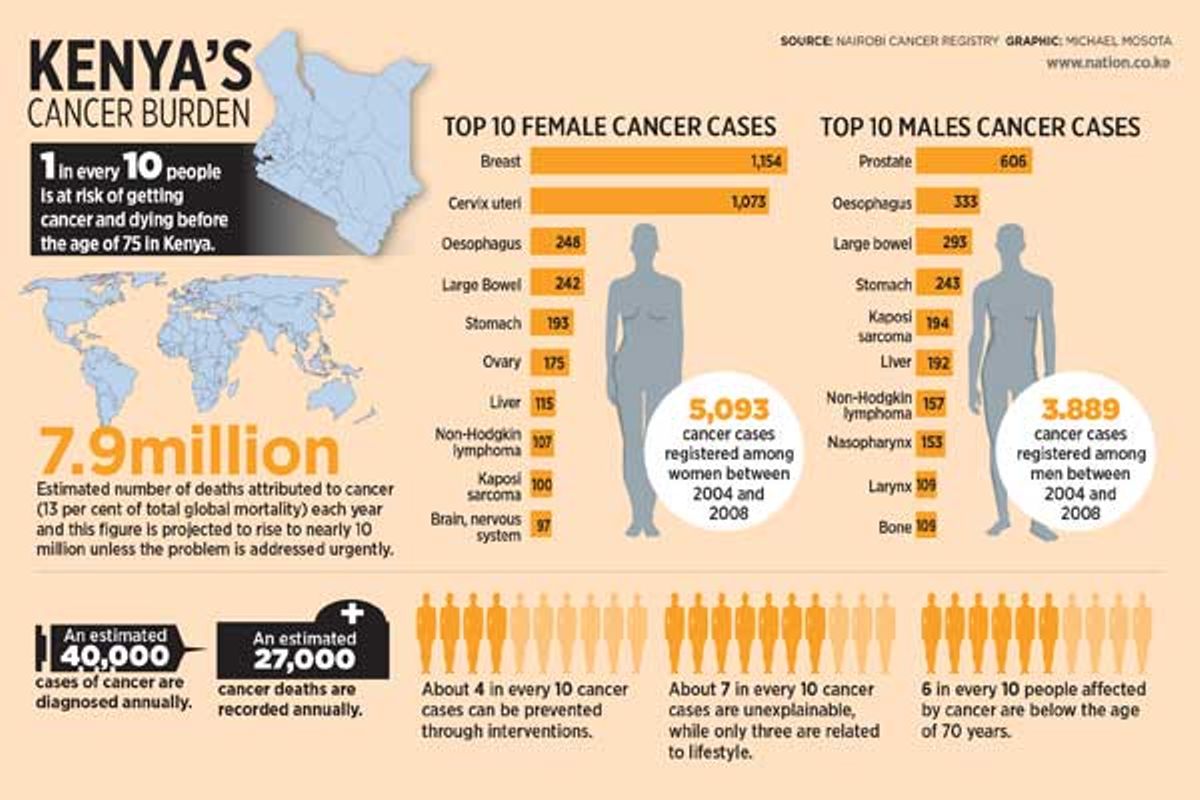 KENYA'S
CANCER BURDEN
1 in every 10 people
is at risk of getting
cancer and dying before
the age of 75 in Kenya.
7.9million
Estimated number of deaths attributed to cancer
(13 per cent of total global mortality) each year
and this figure is projected to rise to nearly 10
million unless the problem is addressed urgently.
SOURCE: NAIROBI CANCER REGISTRY GRAPHIC: MICHAEL MOSOTA
www.nation.co.ke
TOP 10 FEMALE CANCER CASES
Breast 1,154
Cervix uteri 1,073
Oesophagus 248
Large Bowel 242
Stomach 193
Ovary 175
Liver 115
Non-Hodgkin
lymphoma 107
Kaposi
sarcoma 100
Brain, nervous
system 97
5,093
cancer cases
registered among
women between
2004 and
2008
TOP 10 MALES CANCER CASES
Prostate 606
Oesophagus 333
Large bowel 293
Stomach 243
Kaposi
sarcoma 194
Liver 192
Non-Hodgkin
lymphoma 157
Nasopharynx 153
Larynx 109
Bone 109
3.889
cancer cases
registered among
men between
2004 and
2008
An estimated
40,000
cases of cancer are
diagnosed annually.
An estimated
27,000
cancer deaths are
recorded annually.
About 4 in every 10 cancer
cases can be prevented
through interventions.
About 7 in every 10 cancer
cases are unexplainable,
while only three are related
to lifestyle.
6 in every 10 people affected
by cancer are below the age
of 70 years.